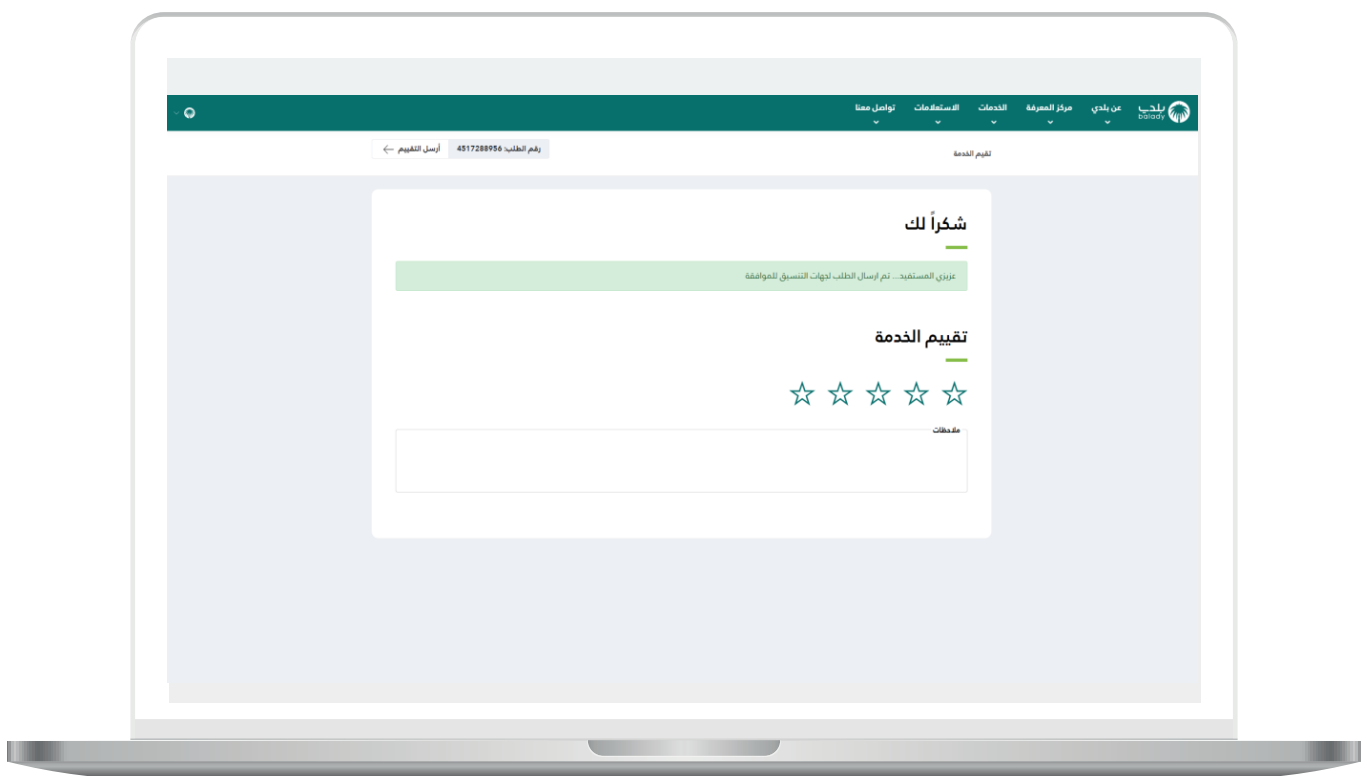 بلدي
balady
عن بلدي مركز المعرفة الخدمات الاستعلامات تواصل معنا
تقيم الخدمة
رقم الطلب: 4517288956 أرسل التقييم
شكراً لك
عزيزي المستفيد... تم ارسال الطلب لجهات التنسيق للموافقة
تقييم الخدمة
ملاحظات